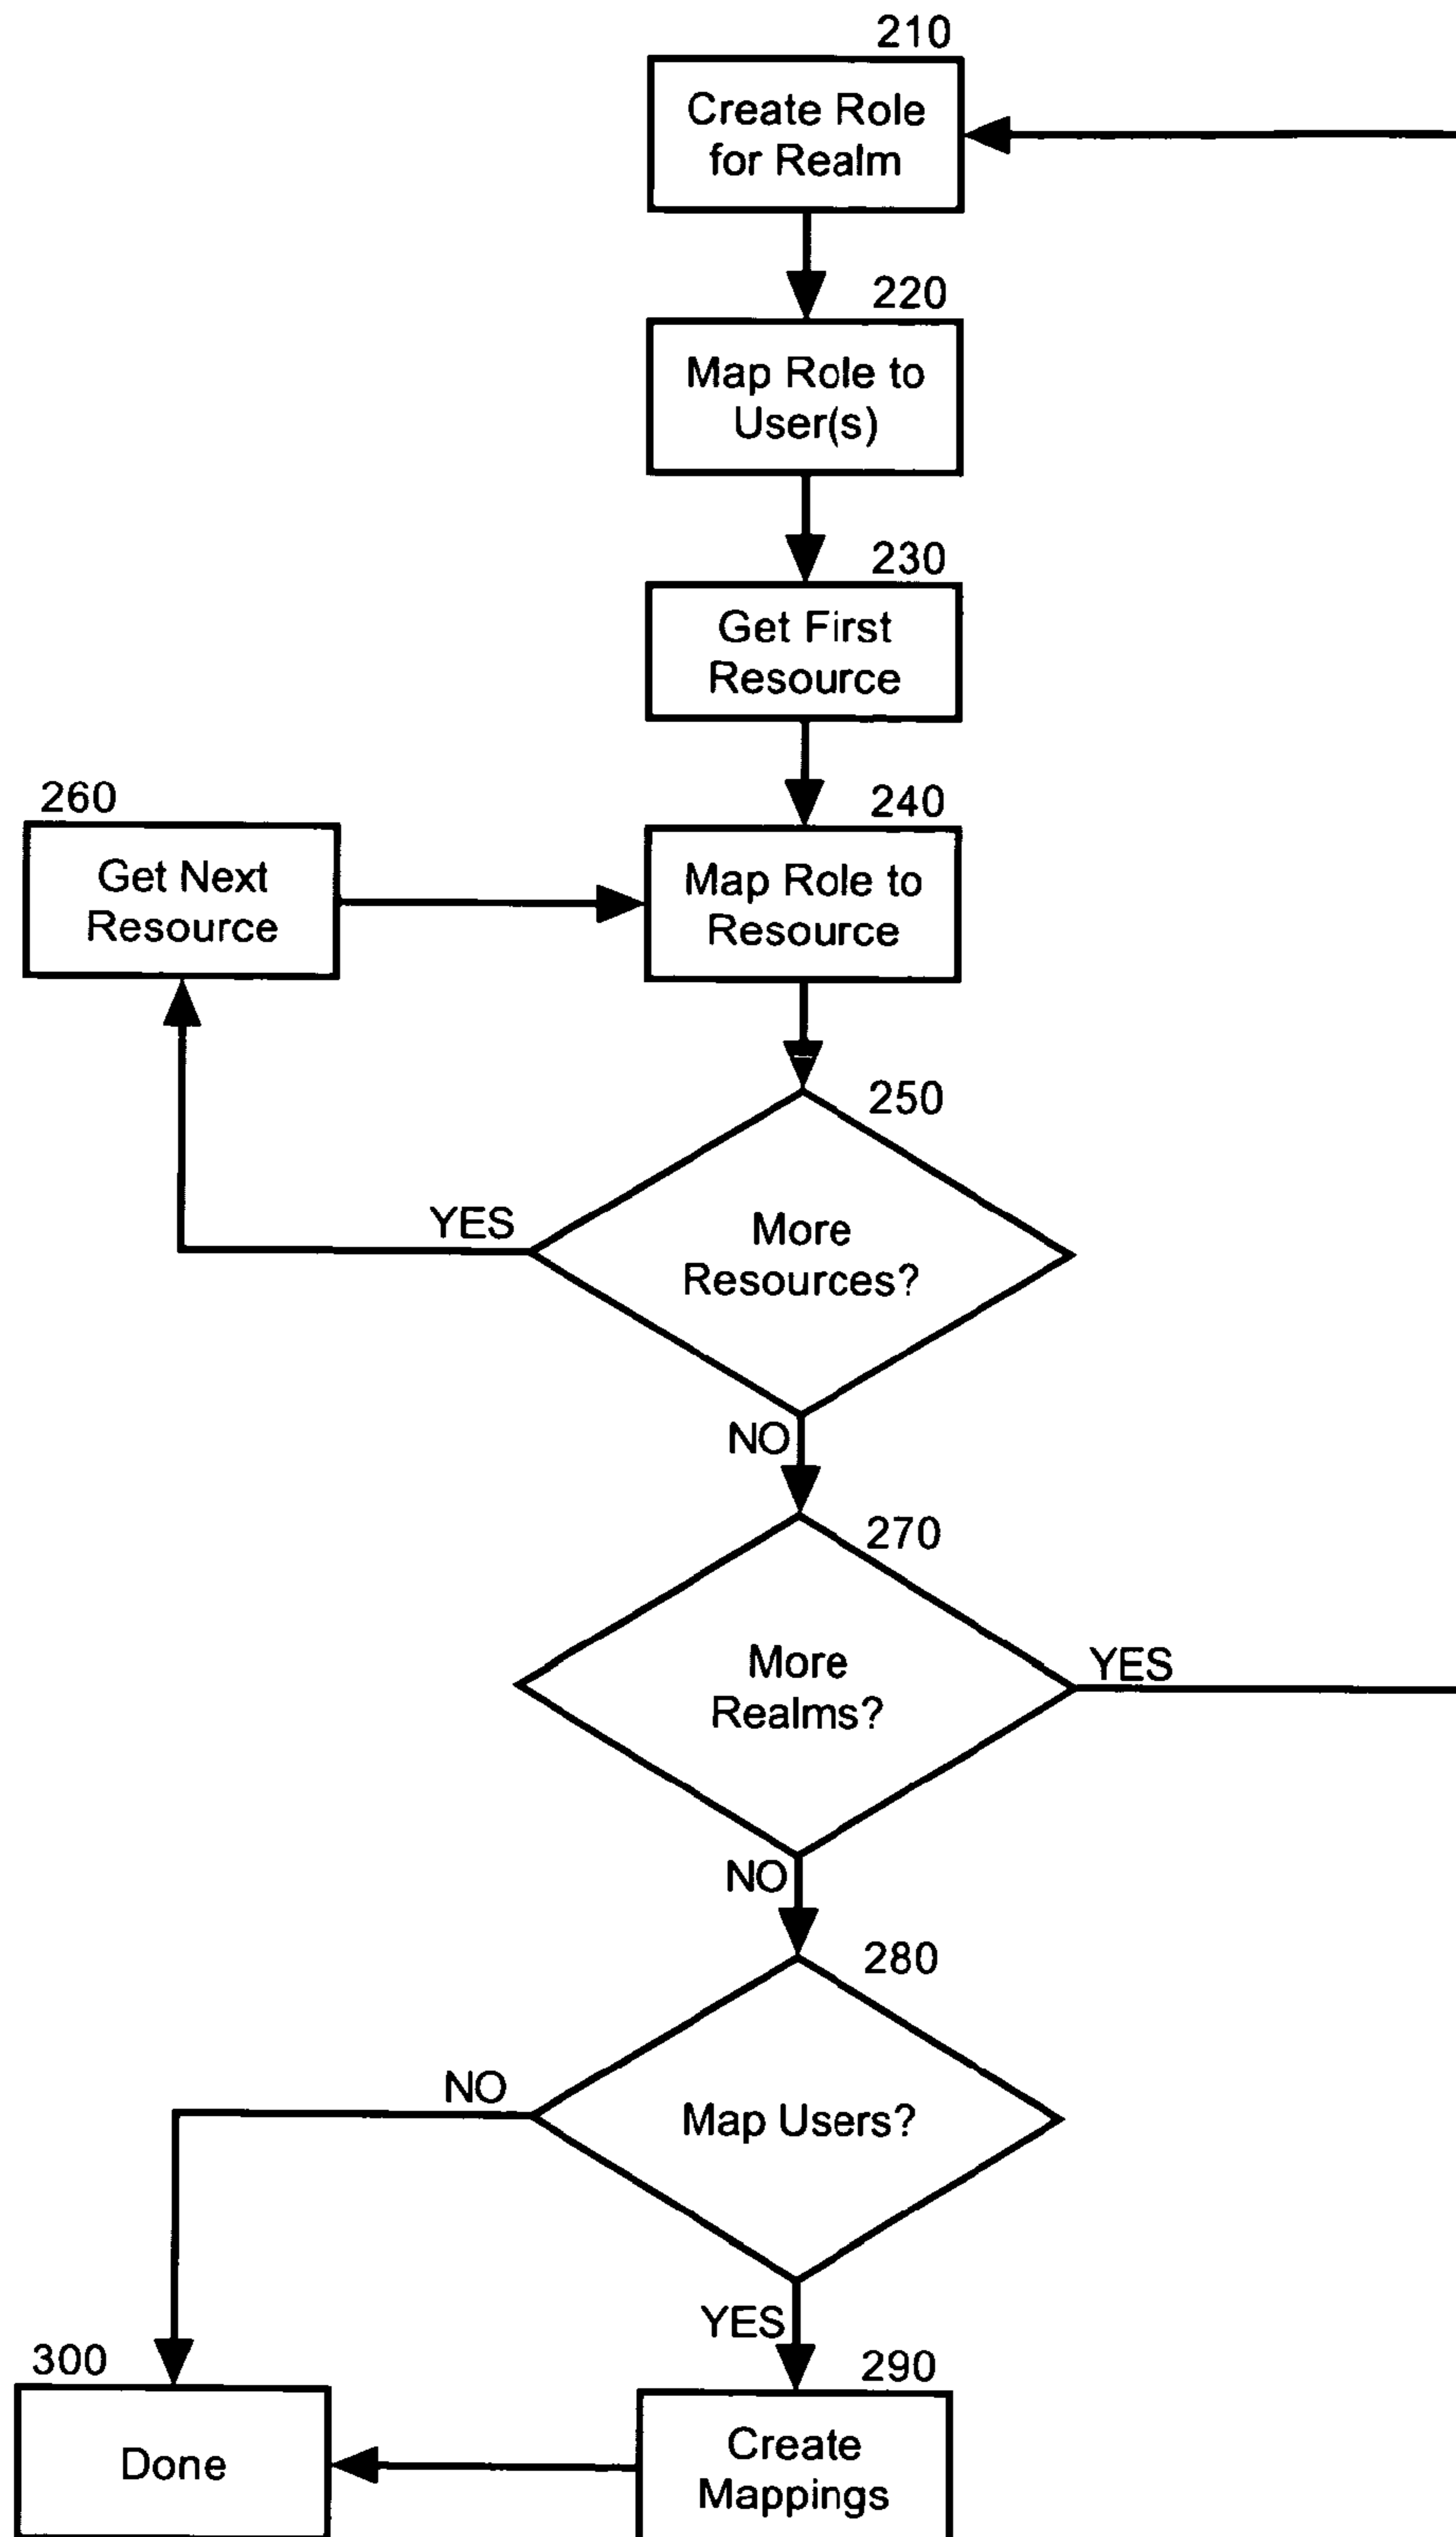 210
Create Role
for Realm
220
Map Role to
User(s)
230
Get First
Resource
260
Get Next
Resource
240
Map Role to
Resource
250
More
Resources?
YES
NO
270
More
Realms?
YES
NO
280
Map Users?
NO
YES
300
Done
290
Create
Mappings